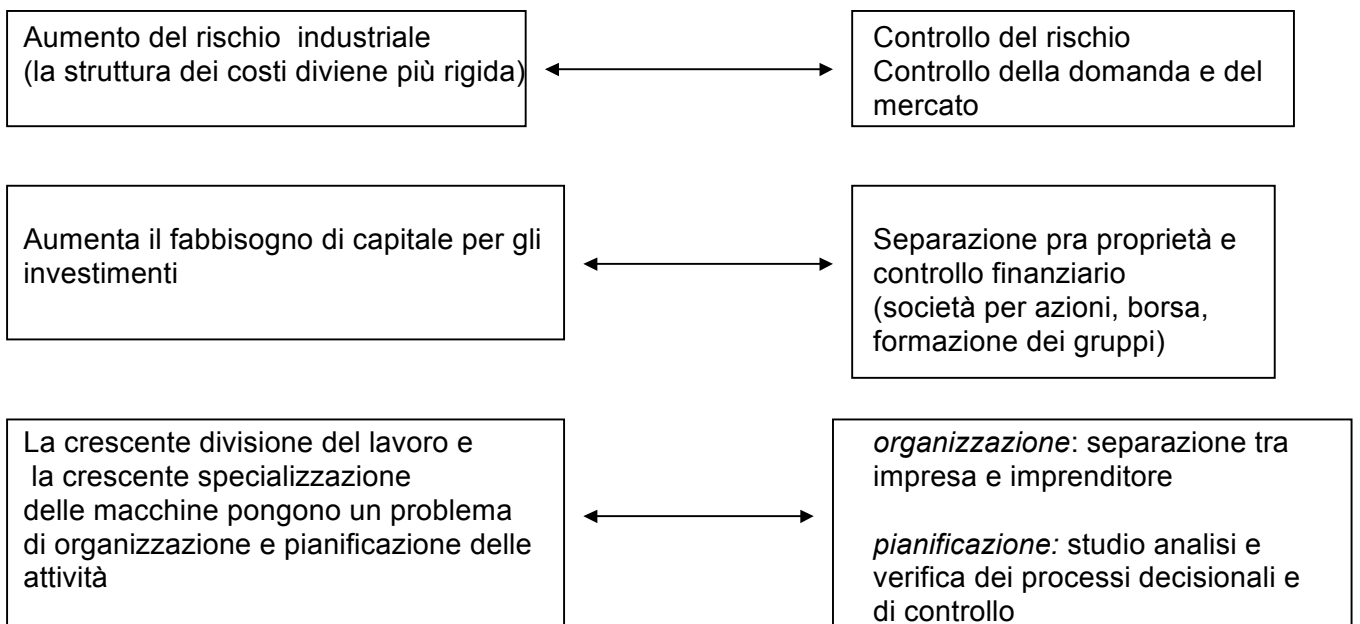 Aumento del rischio  industriale
(la struttura dei costi diviene più rigida)
Controllo del rischio
Controllo della domanda e del
mercato
Aumenta il fabbisogno di capitale per gli
investimenti
Separazione pra proprietà e
controllo finanziario
(società per azioni, borsa,
formazione dei gruppi)
La crescente divisione del lavoro e
la crescente specializzazione
delle macchine pongono un problema
di organizzazione e pianificazione delle
attività
organizzazione: separazione tra
impresa e imprenditore
pianificazione: studio analisi e
verifica dei processi decisionali e
di controllo